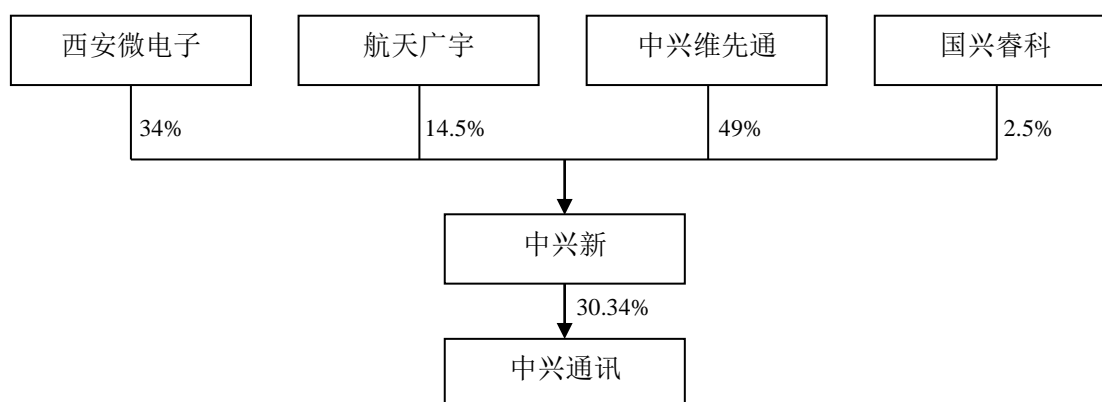 西安微电子
航天广宇
中兴维先通
国兴睿科
34%
14.5%
49%
2.5%
中兴新
30.34%
中兴通讯